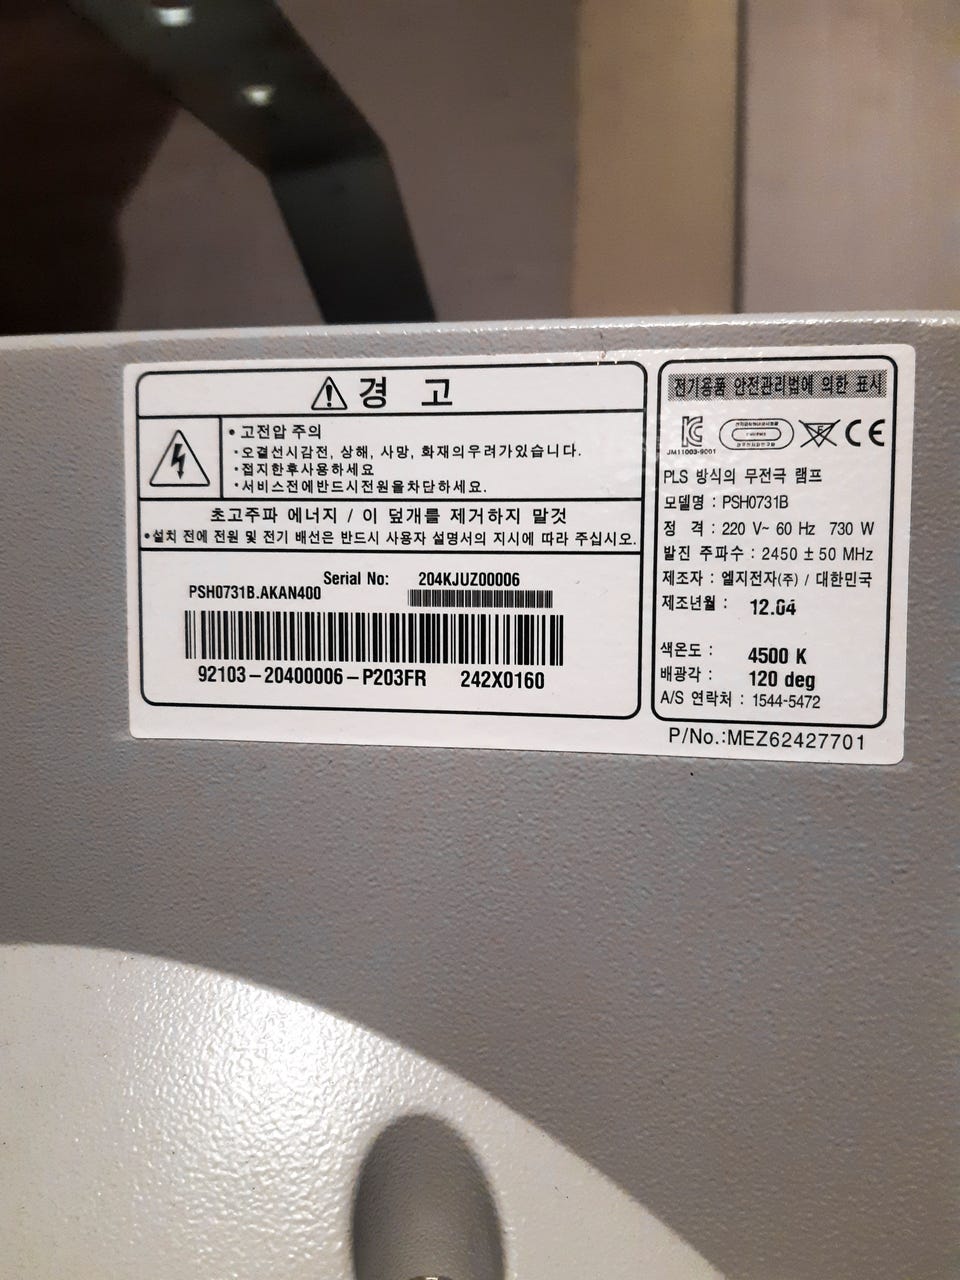 경 고
• 고전압 주의
•오결선시감전, 상해, 사망, 화재의우려가있습니다.
•접지한후사용하세요
•서비스전에반드시전원을차단하세요.
초고주파 에너지 / 이 덮개를 제거하지 말것
•설치 전에 전원 및 전기 배선은 반드시 사용자 설명서의 지시에 따라 주십시오.
Serial No: 204KJUZ00006
PSH0731B.AKAN400
92103-20400006-P203FR 242X0160
전기용품 안전관리법에 의한 표시
CE
JM11003-9001
PLS 방식의 무전극 램프
모델명 : PSH0731B
정 격 : 220 V~ 60 Hz 730 W
발진 주파수 : 2450 ± 50 MHz
제조자 : 엘지전자(주) / 대한민국
제조년월 : 12.04
색온도 : 4500 K
배광각 : 120 deg
A/S 연락처 : 1544-5472
P/No.:MEZ62427701